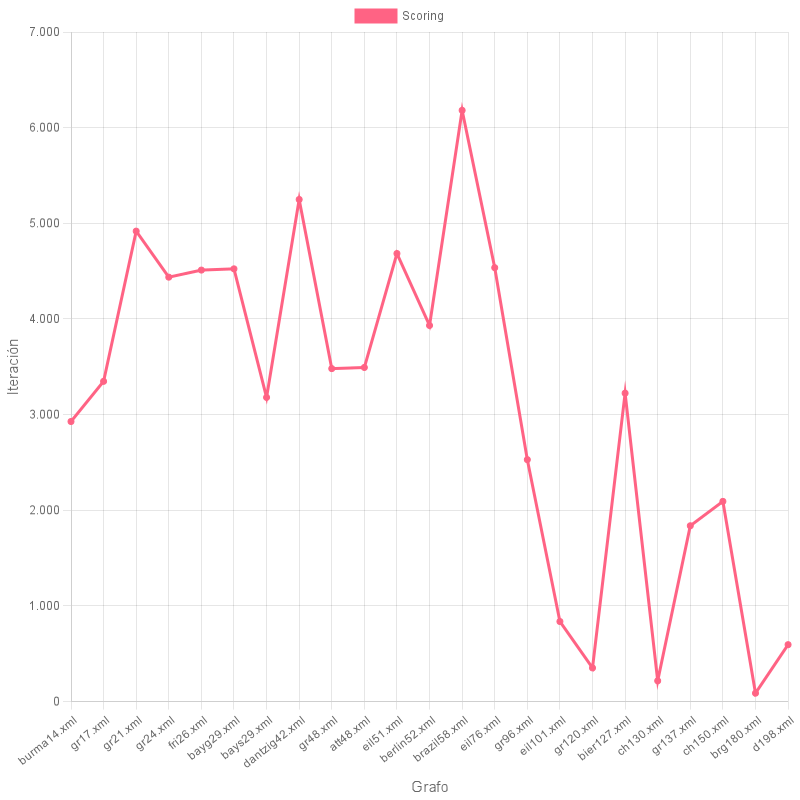 Scoring
7.000
6.000
5.000
4.000
3.000
2.000
1.000
0
Iteración
burma14.xml
gr17.xml
gr21.xml
gr24.xml
fri26.xml
bayg29.xml
bays29.xml
dantzig42.xml
gr48.xml
att48.xml
eil51.xml
berlin52.xml
brazil58.xml
eil76.xml
gr96.xml
eil101.xml
gr120.xml
bier127.xml
ch130.xml
gr137.xml
ch150.xml
brg180.xml
d198.xml
Grafo